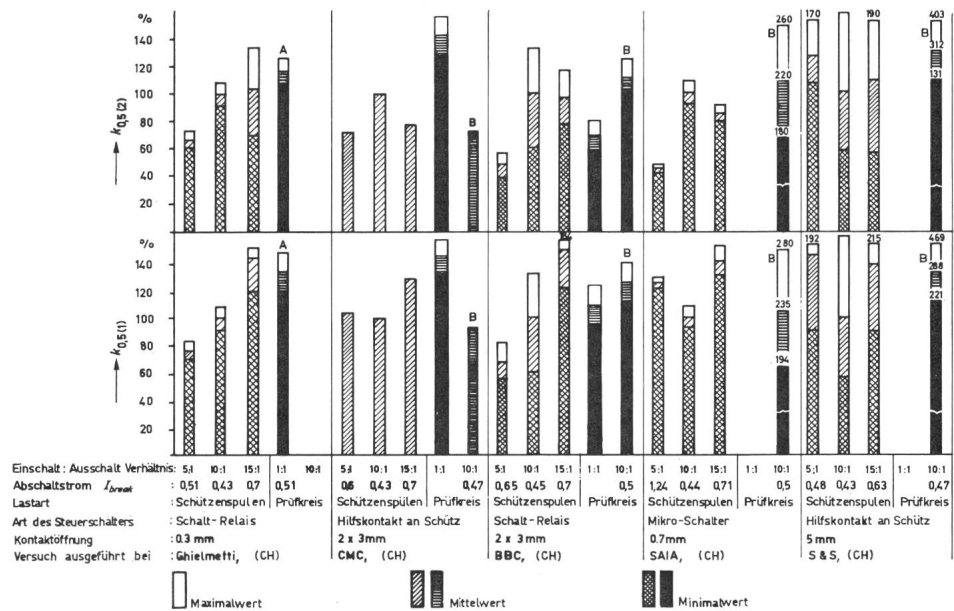 %
140
120
100
80
60
40
20
k0,5(2)
A
B
B
B
260
220
180
170
190
B
403
312
131
%
140
120
100
80
60
40
20
k0,5(1)
A
B
B
B
280
235
194
192
215
B
469
288
221
Einschalt : Ausschalt Verhältnis: 5:1 10:1 15:1 1:1 10:1 5:1 10:1 15:1 1:1 10:1 5:1 10:1 15:1 1:1 10:1 5:1 10:1 15:1 1:1 10:1 5:1 10:1 15:1 1:1 10:1
Abschaltstrom Ibreak : 0,51 0,43 0,7 0,51 0,6 0,43 0,7 0,47 0,65 0,45 0,7 0,5 1,24 0,44 0,71 0,5 0,48 0,43 0,63 0,47
Lastart : Schützenspulen Prüfkreis Schützenspulen Prüfkreis Schützenspulen Prüfkreis Schützenspulen Prüfkreis Schützenspulen Prüfkreis
Art des Steuerschalters : Schalt-Relais Hilfskontakt an Schütz Schalt-Relais Mikro-Schalter Hilfskontakt an Schütz
Kontaktöffnung : 0.3 mm 2 x 3mm 2 x 3mm 0.7mm 5 mm
Versuch ausgeführt bei : Ghielmetti, (CH) CMC, (CH) BBC, (CH) SAIA, (CH) S & S, (CH)
Maximalwert Mittelwert Minimalwert